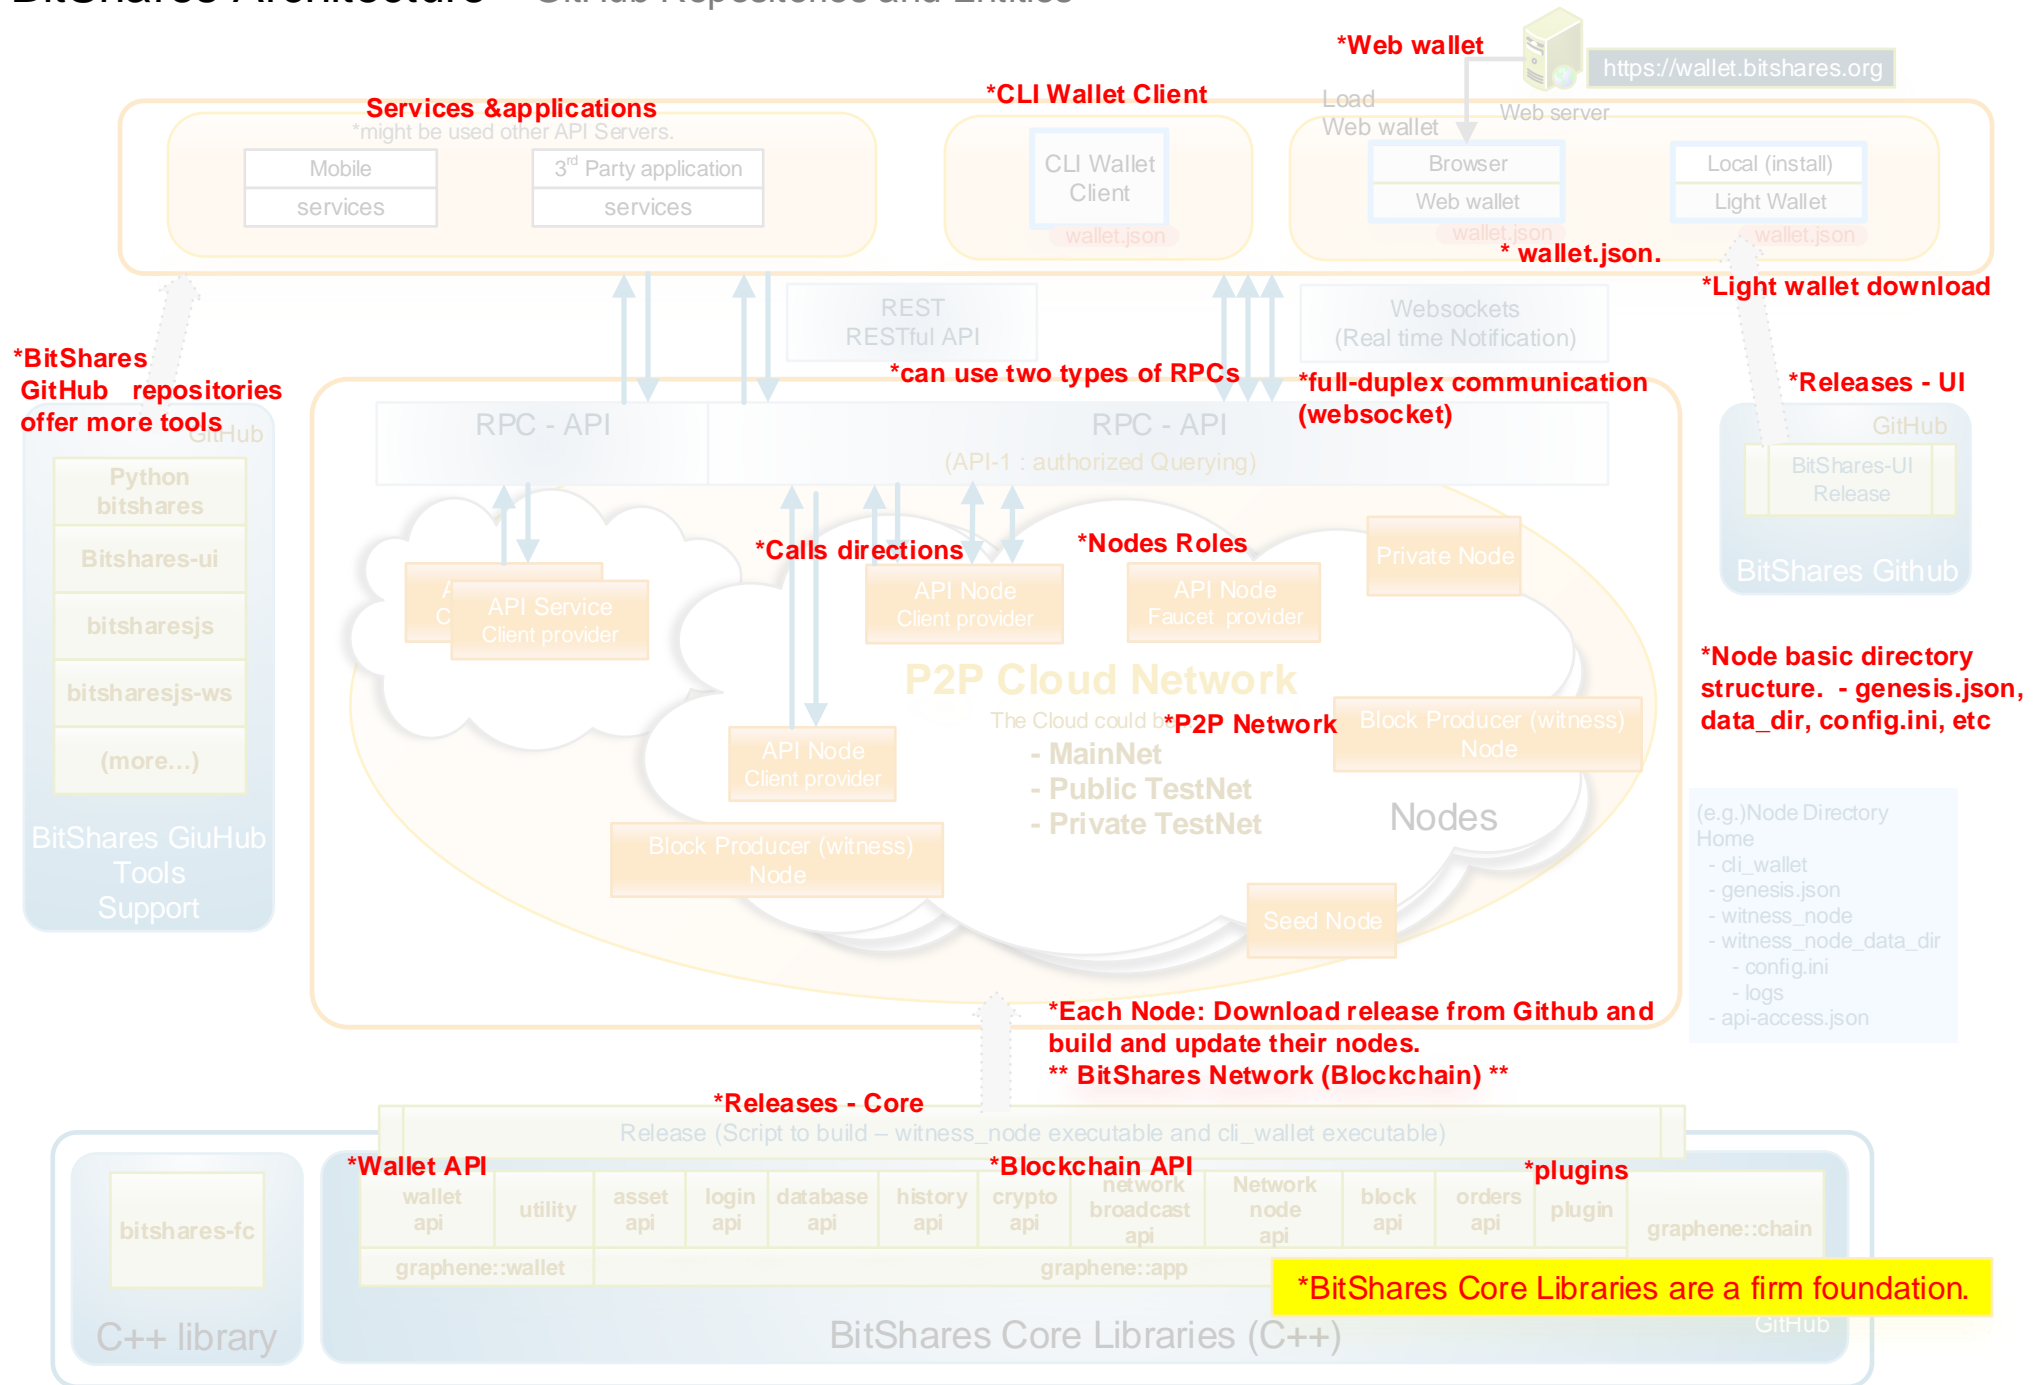 BitShares Architecture - GitHub Repositories and Entities
*Web wallet
https://wallet.bitshares.org
Web server
Load
Web wallet
Services &applications
*might be used other API Servers.
Mobile
services
3rd Party application
services
*CLI Wallet Client
CLI Wallet
Client
wallet.json
Browser
Web wallet
wallet.json
Local (install)
Light Wallet
wallet.json
* wallet.json.
*Light wallet download
REST
RESTful API
Websockets
(Real time Notification)
*BitShares
GitHub repositories
offer more tools
*can use two types of RPCs
*full-duplex communication
(websocket)
*Releases - UI
GitHub
Python
bitshares
Bitshares-ui
bitsharesjs
bitsharesjs-ws
(more...)
BitShares GiuHub
Tools
Support
RPC - API
RPC - API
(API-1 : authorized Querying)
GitHub
BitShares-UI
Release
BitShares Github
*Calls directions
*Nodes Roles
Private Node
API Service
Client provider
API Node
Client provider
API Node
Faucet provider
P2P Cloud Network
The Cloud could
*P2P Network
- MainNet
- Public TestNet
- Private TestNet
API Node
Client provider
Block Producer (witness)
Node
Block Producer (witness)
Node
Nodes
Seed Node
*Node basic directory
structure. - genesis.json,
data_dir, config.ini, etc
(e.g.)Node Directory
Home
- cli_wallet
- genesis.json
- witness_node
- witness_node_data_dir
- config.ini
- logs
- api-access.json
*Each Node: Download release from Github and
build and update their nodes.
** BitShares Network (Blockchain) **
*Releases - Core
Release (Script to build – witness_node executable and cli_wallet executable)
*Wallet API
*Blockchain API
*plugins
wallet
api
utility
asset
api
login
api
database
api
history
api
crypto
api
network
broadcast
api
Network
node
api
block
api
orders
api
plugin
graphene::chain
graphene::wallet
graphene::app
bitshares-fc
C++ library
*BitShares Core Libraries are a firm foundation.
BitShares Core Libraries (C++)
GitHub